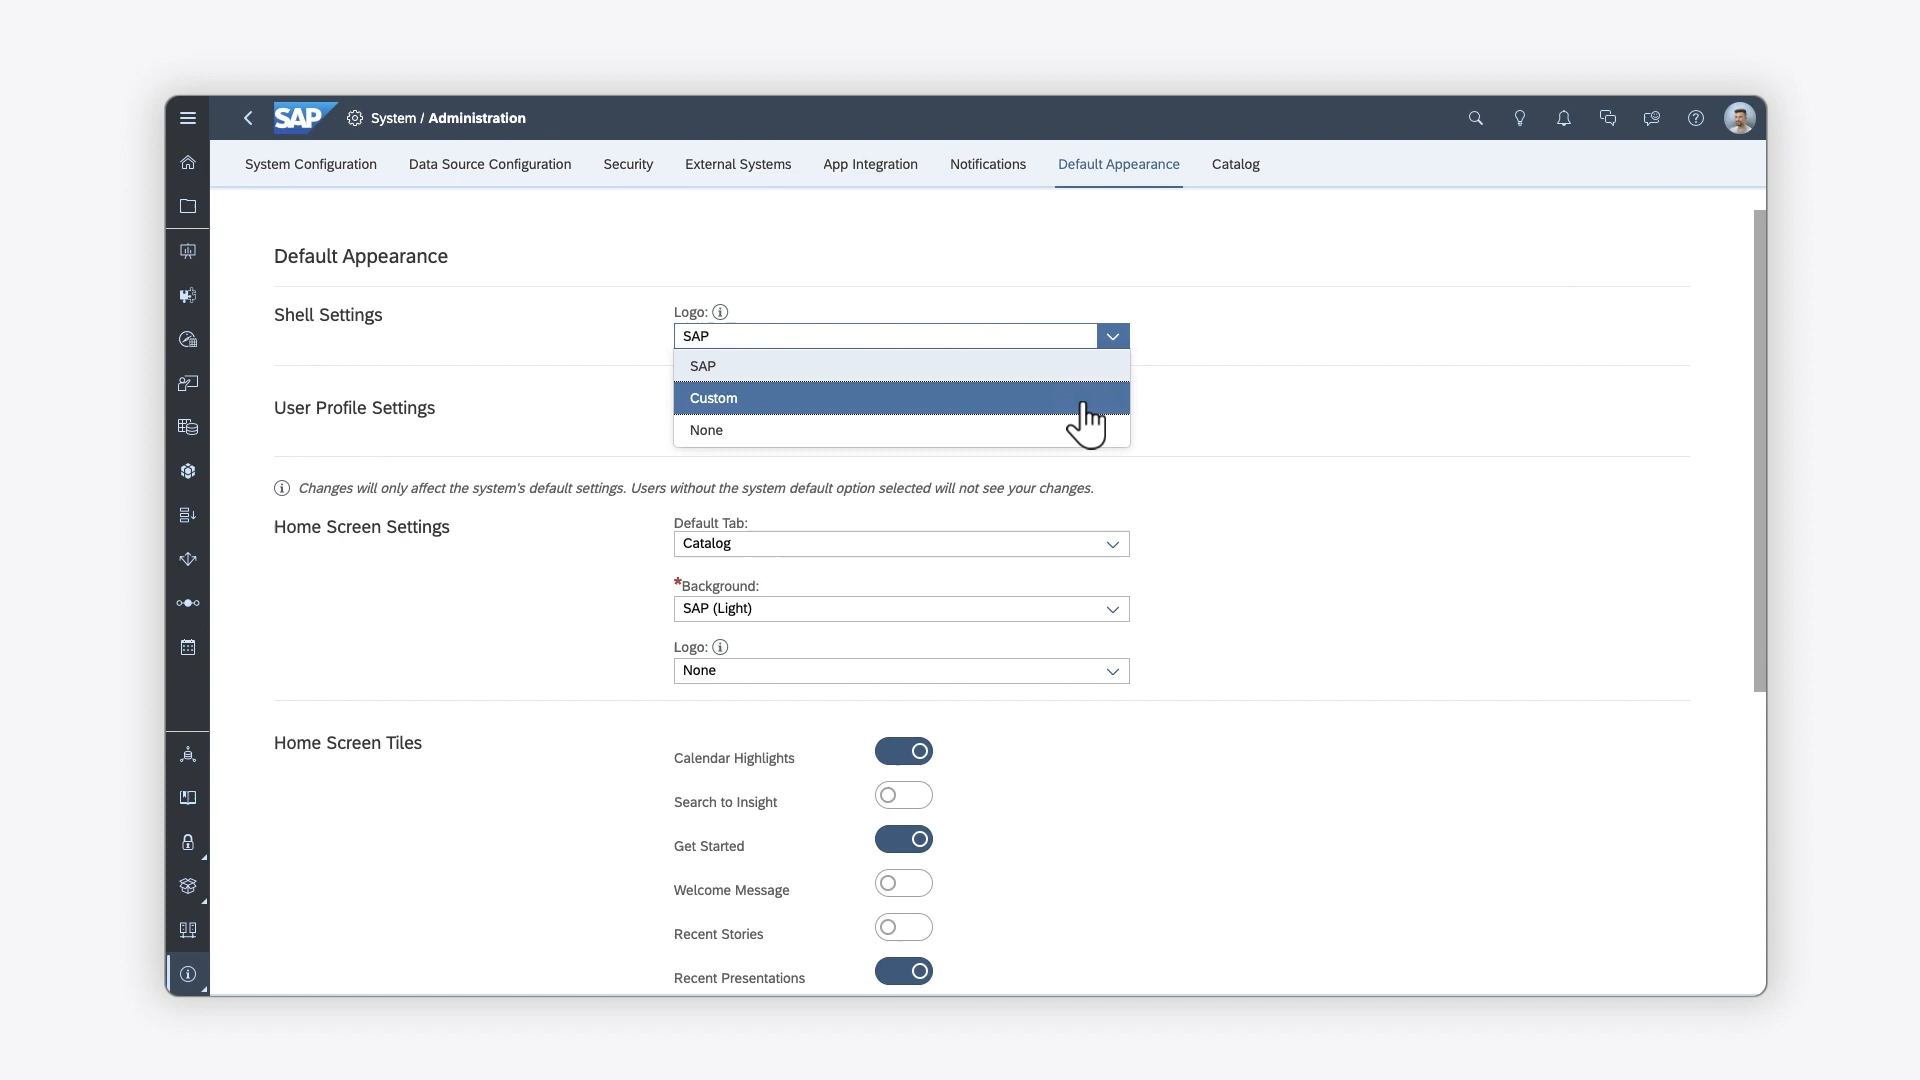 SAP System / Administration
System Configuration Data Source Configuration Security External Systems App Integration Notifications Default Appearance Catalog
Default Appearance
Shell Settings
Logo:
SAP
SAP
Custom
None
User Profile Settings
Changes will only affect the system's default settings. Users without the system default option selected will not see your changes.
Home Screen Settings
Default Tab:
Catalog
*Background:
SAP (Light)
Logo:
None
Home Screen Tiles
Calendar Highlights
Search to Insight
Get Started
Welcome Message
Recent Stories
Recent Presentations